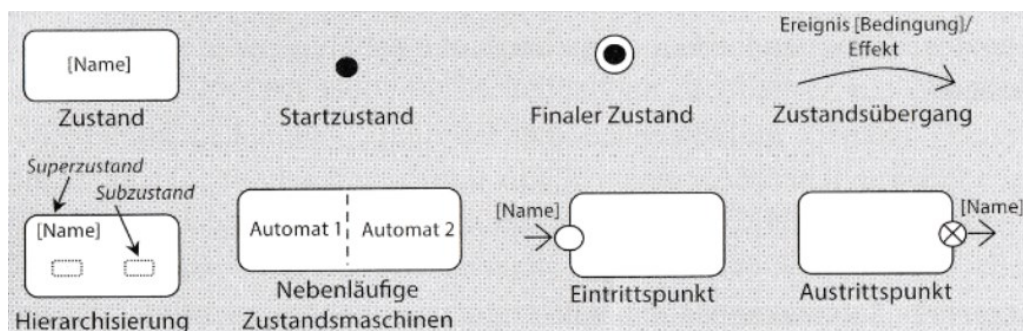 [Name]
Zustand
Startzustand
Finaler Zustand
Ereignis [Bedingung]/
Effekt
Zustandsübergang
Superzustand
Subzustand
[Name]
Hierarchisierung
Automat 1
Automat 2
Nebenläufige
Zustandsmaschinen
[Name]
Eintrittspunkt
[Name]
Austrittspunkt